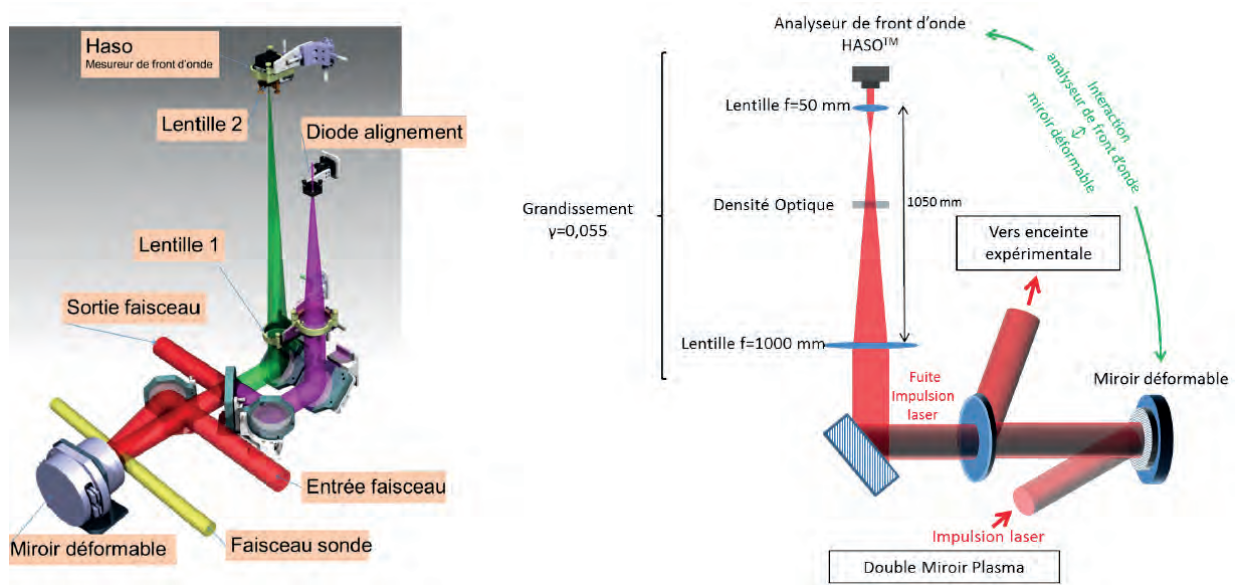 Haso
Mesureur de front d'onde
Lentille 2
Diode alignement
Lentille 1
Sortie faisceau
Entrée faisceau
Faisceau sonde
Miroir déformable
Analyseur de front d'onde
HASO™
Lentille f=50 mm
Densité Optique
1050 mm
Grandissement
γ=0,055
Lentille f=1000 mm
Interaction
analyseur de front d'onde
↕
miroir déformable
Vers enceinte
expérimentale
Miroir déformable
Fuite
Impulsion
laser
Impulsion laser
Double Miroir Plasma